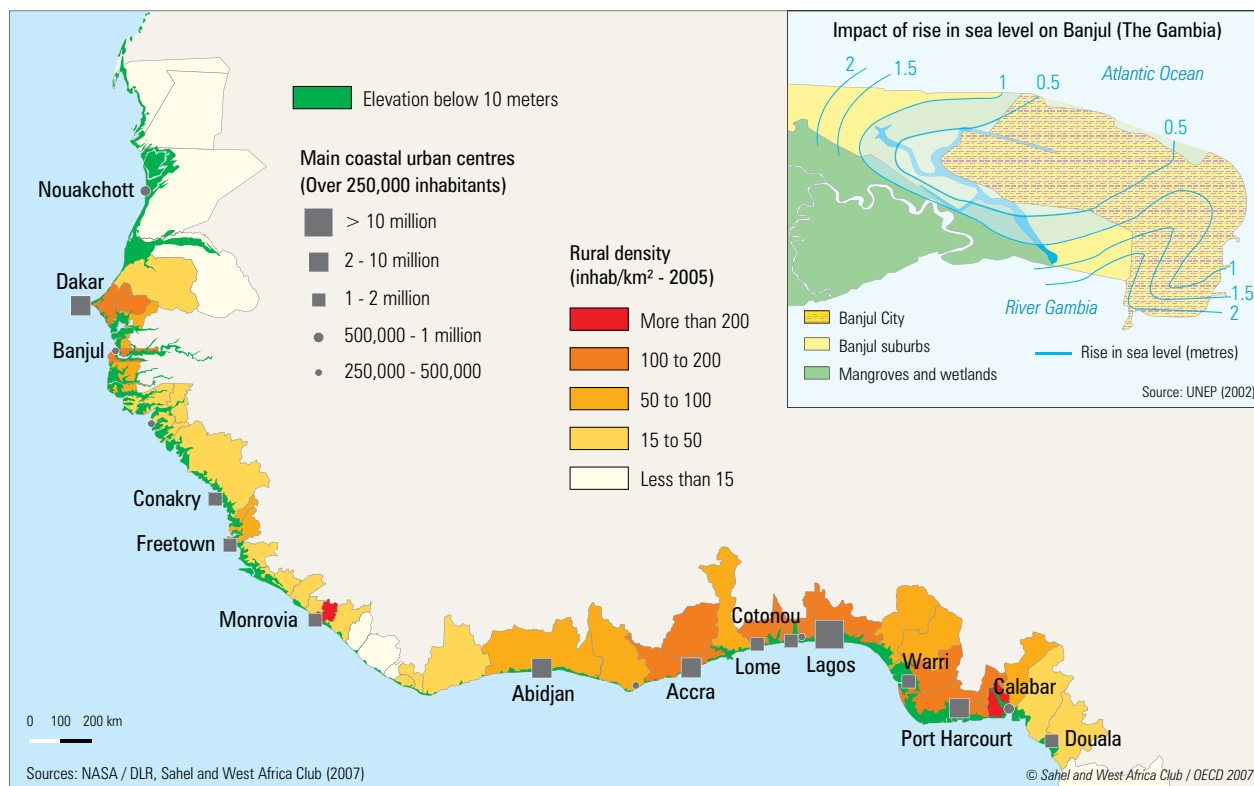 Impact of rise in sea level on Banjul (The Gambia)
2
1.5
1
0.5
Atlantic Ocean
0.5
1
1.5
2
River Gambia
Banjul City
Banjul suburbs
Mangroves and wetlands
Rise in sea level (metres)
Source: UNEP (2002)
Elevation below 10 meters
Main coastal urban centres
(Over 250,000 inhabitants)
> 10 million
2 - 10 million
1 - 2 million
500,000 - 1 million
250,000 - 500,000
Rural density
(inhab/km² - 2005)
More than 200
100 to 200
50 to 100
15 to 50
Less than 15
Nouakchott
Dakar
Banjul
Conakry
Freetown
Monrovia
Abidjan
Accra
Lome
Cotonou
Lagos
Warri
Port Harcourt
Calabar
Douala
0 100 200 km
Sources: NASA / DLR, Sahel and West Africa Club (2007)
© Sahel and West Africa Club / OECD 2007